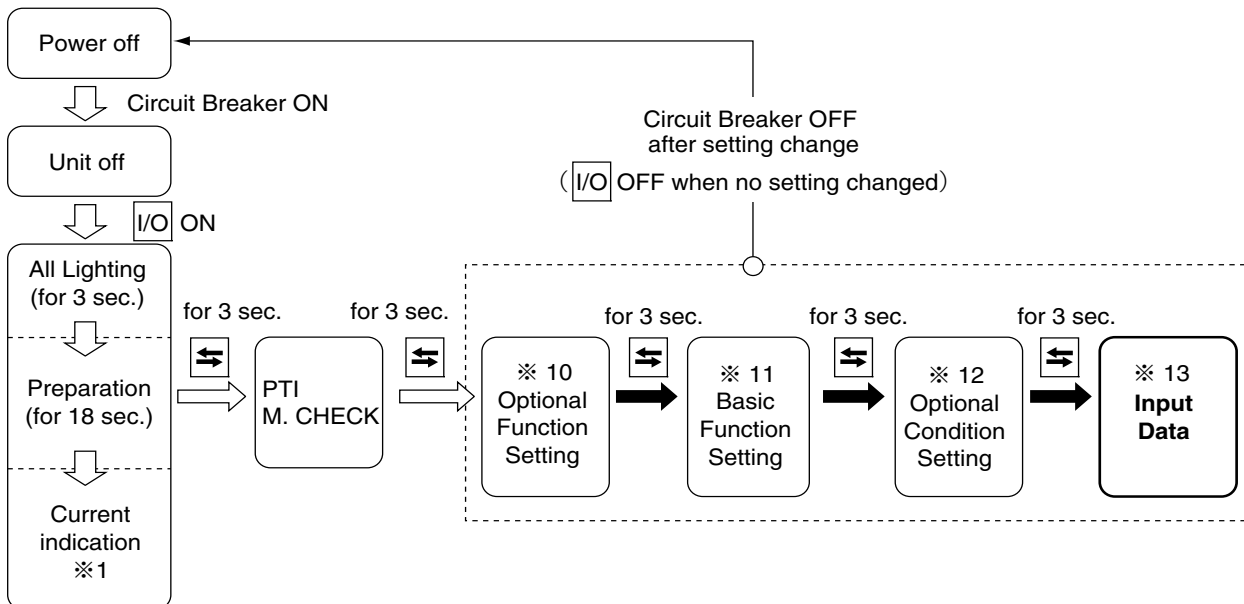 Power off
Circuit Breaker ON
Unit off
I/O ON
All Lighting
(for 3 sec.)
Preparation
(for 18 sec.)
Current
indication
※1
for 3 sec.
PTI
M. CHECK
for 3 sec.
Circuit Breaker OFF
after setting change
( I/O OFF when no setting changed)
※ 10
Optional
Function
Setting
for 3 sec.
※ 11
Basic
Function
Setting
for 3 sec.
※ 12
Optional
Condition
Setting
for 3 sec.
※ 13
Input
Data